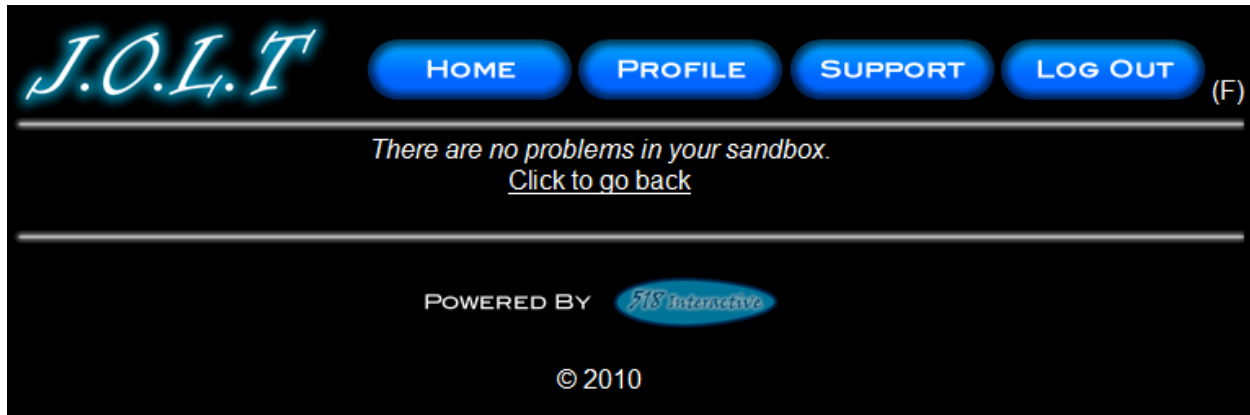 J.O.L.T
HOME PROFILE SUPPORT LOG OUT (F)
There are no problems in your sandbox.
Click to go back
POWERED BY 518 Interactive
© 2010